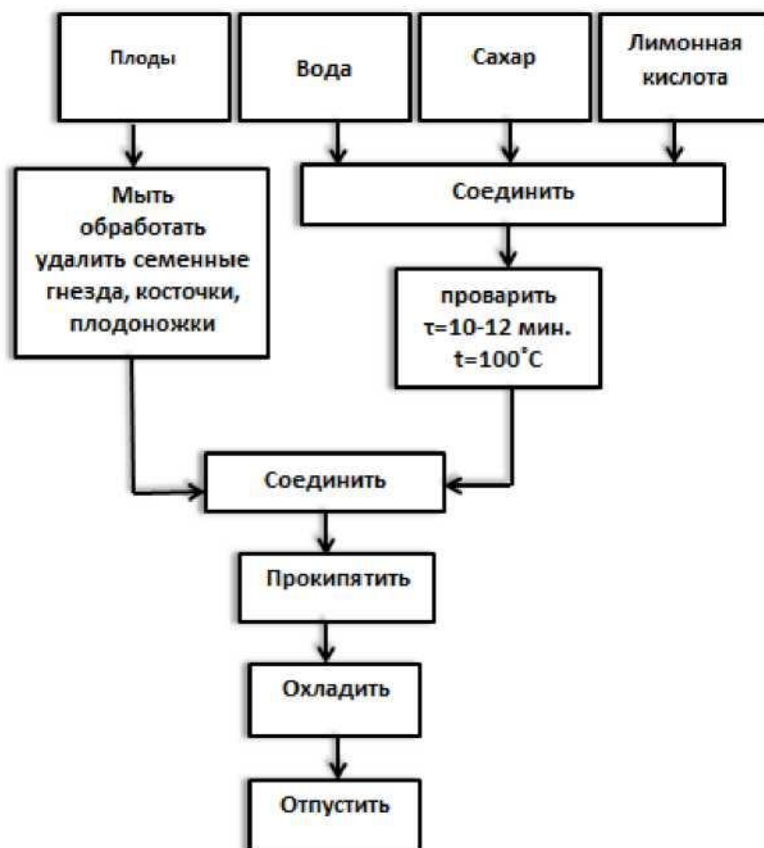 Плоды
Вода
Сахар
Лимонная
кислота
Мыть
обработать
удалить семенные
гнезда, косточки,
плодоножки
Соединить
проварить
τ=10-12 мин.
t=100˚С
Соединить
Прокипятить
Охладить
Отпустить